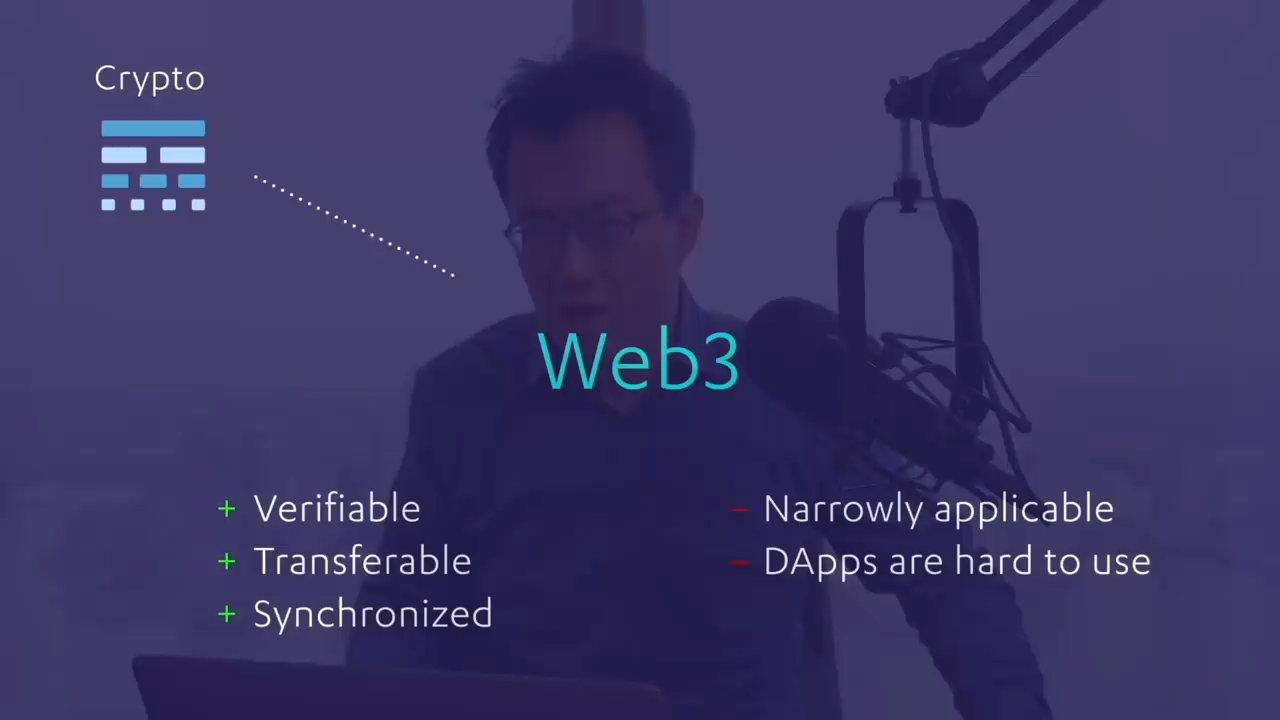 Crypto
Web3
+ Verifiable
+ Transferable
+ Synchronized
– Narrowly applicable
– DApps are hard to use